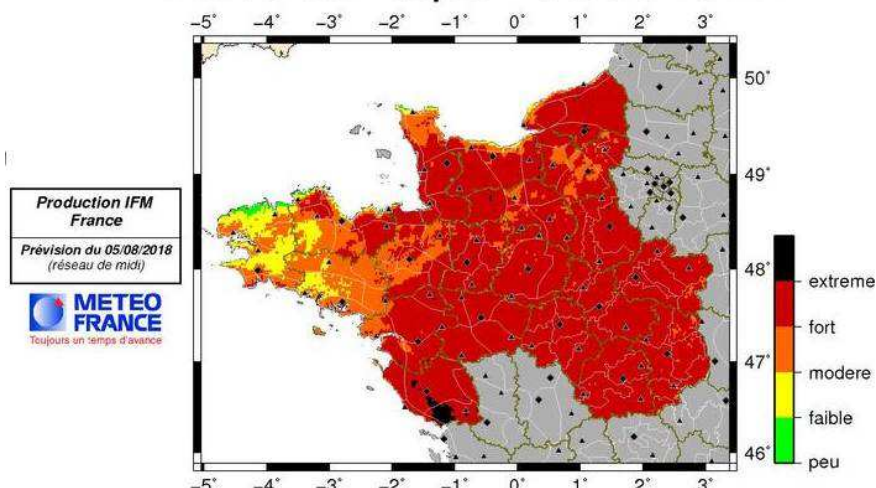 −5° −4° −3° −2° −1° 0° 1° 2° 3°
50°
49°
48°
47°
46°
Production IFM
France
Prévision du 05/08/2018
(réseau de midi)
METEO
FRANCE
Toujours un temps d'avance
extreme
fort
modere
faible
peu
−5° −4° −3° −2° −1° 0° 1° 2° 3°